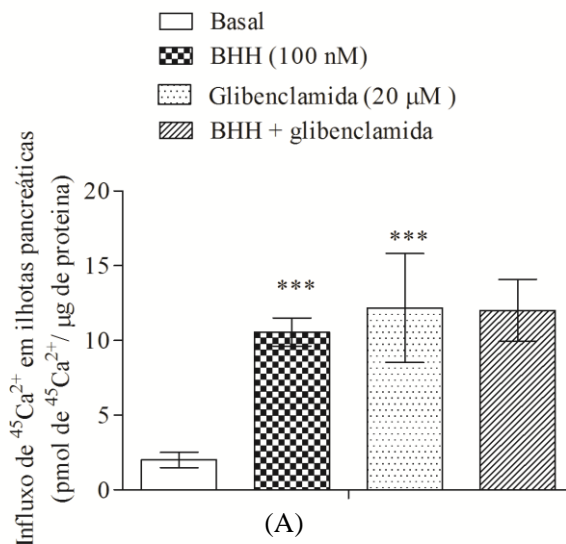 Basal
BHH (100 nM)
Glibenclamida (20 μM )
BHH + glibenclamida
Influxo de ⁴⁵Ca²⁺ em ilhotas pancreáticas
(pmol de ⁴⁵Ca²⁺/ μg de proteina)
20
15
10
5
0
***
***
(A)